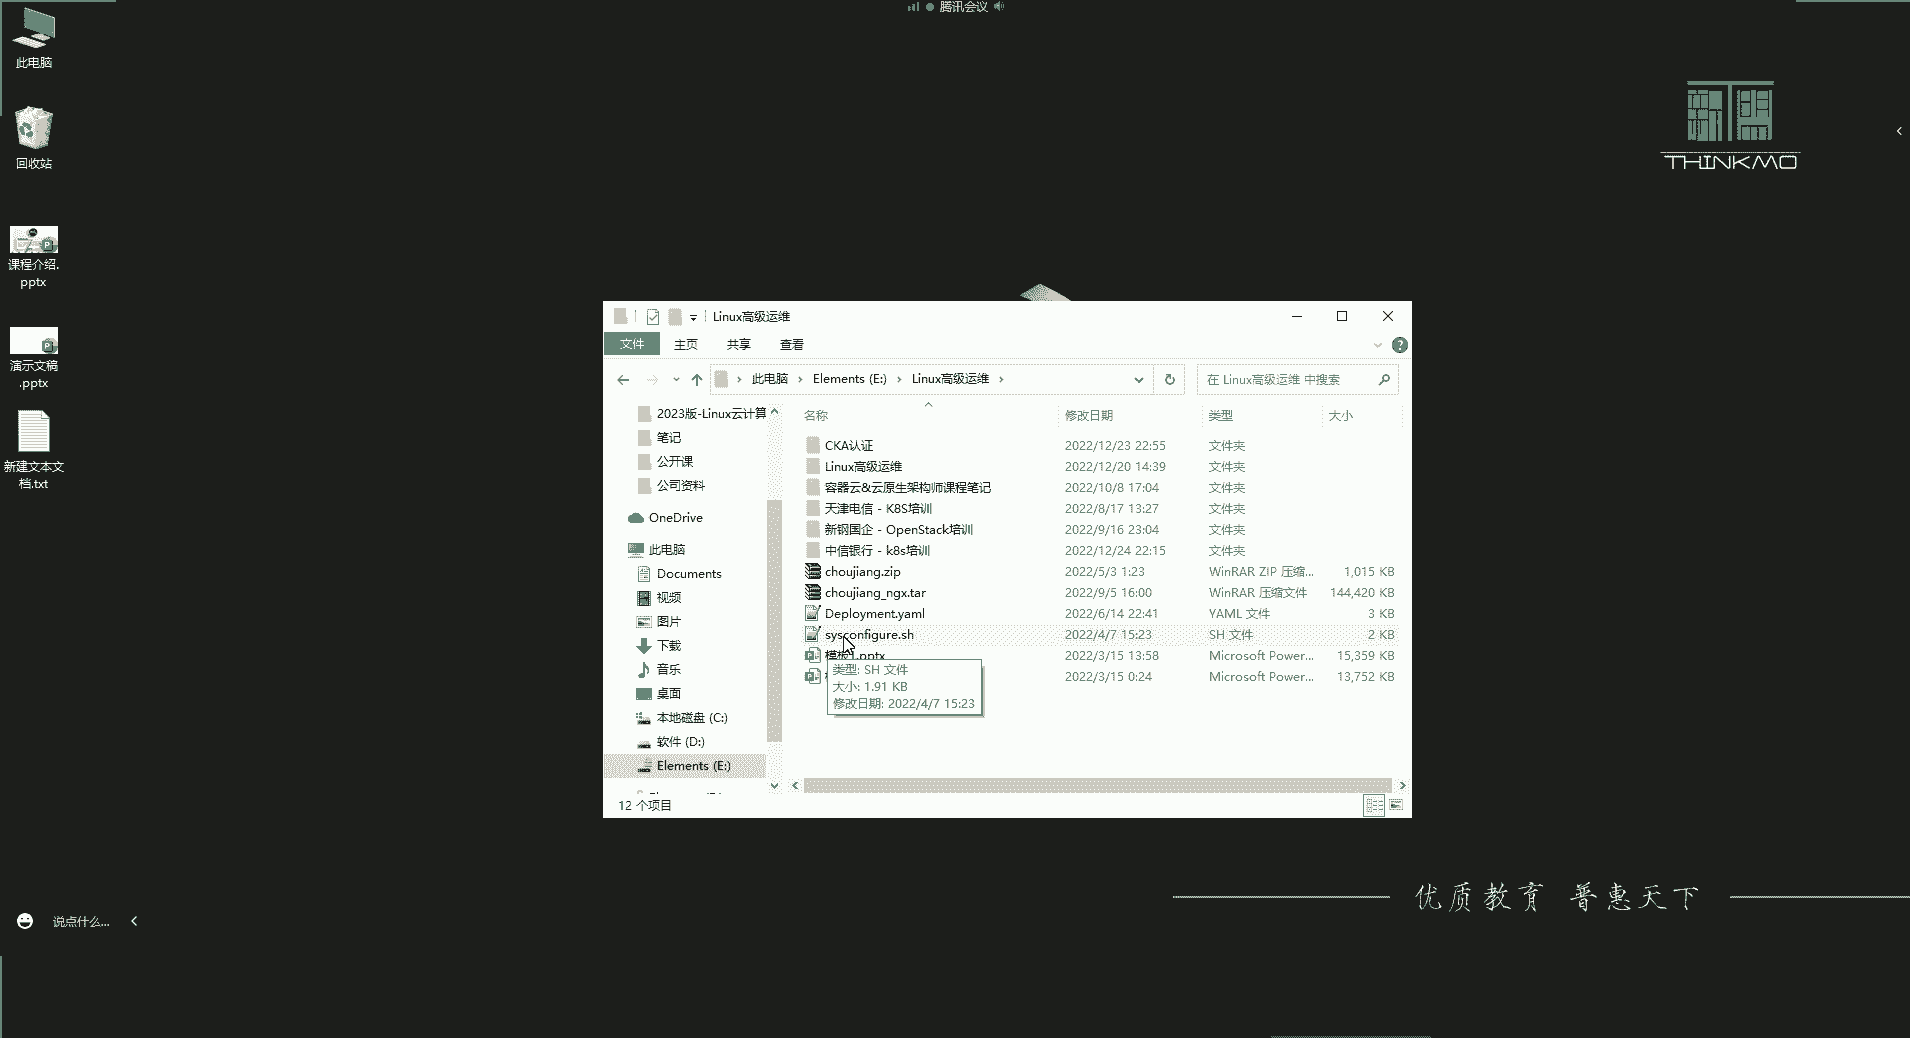 腾讯会议
此电脑
回收站
课程介绍.
pptx
演示文稿
.pptx
新建文本文
档.txt
THINKMO
Linux高级运维
文件 主页 共享 查看
此电脑 Elements (E:) Linux高级运维
在 Linux高级运维 中搜索
名称 修改日期 类型 大小
2023版-Linux云计算
笔记
公开课
公司资料
OneDrive
此电脑
Documents
视频
图片
下载
音乐
桌面
本地磁盘 (C:)
软件 (D:)
Elements (E:)
CKA认证 2022/12/23 22:55 文件夹
Linux高级运维 2022/12/20 14:39 文件夹
容器云&云原生架构师课程笔记 2022/10/8 17:04 文件夹
天津电信 - K8S培训 2022/8/17 13:27 文件夹
新钢国企 - OpenStack培训 2022/9/16 23:04 文件夹
中信银行 - k8s培训 2022/12/24 22:15 文件夹
choujiang.zip 2022/5/3 1:23 WinRAR ZIP 压缩... 1,015 KB
choujiang_ngx.tar 2022/9/5 16:00 WinRAR 压缩文件 144,420 KB
Deployment.yaml 2022/6/14 22:41 YAML 文件 3 KB
sysconfigure.sh 2022/4/7 15:23 SH 文件 2 KB
模板1.pptx 2022/3/15 13:58 Microsoft Power... 15,359 KB
2022/3/15 0:24 Microsoft Power... 13,752 KB
类型: SH 文件
大小: 1.91 KB
修改日期: 2022/4/7 15:23
12 个项目
优质教育 普惠天下
说点什么...